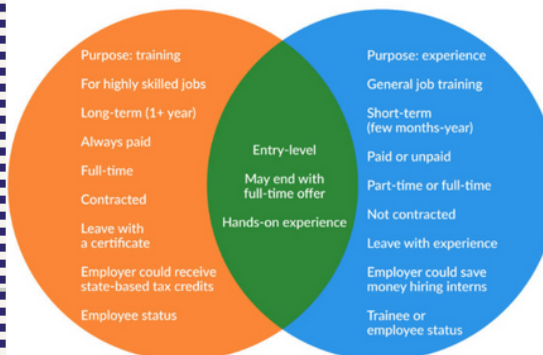 Purpose: training
For highly skilled jobs
Long-term (1+ year)
Always paid
Full-time
Contracted
Leave with
a certificate
Employer could receive
state-based tax credits
Employee status
Entry-level
May end with
full-time offer
Hands-on experience
Purpose: experience
General job training
Short-term
(few months-year)
Paid or unpaid
Part-time or full-time
Not contracted
Leave with experience
Employer could save
money hiring interns
Trainee or
employee status